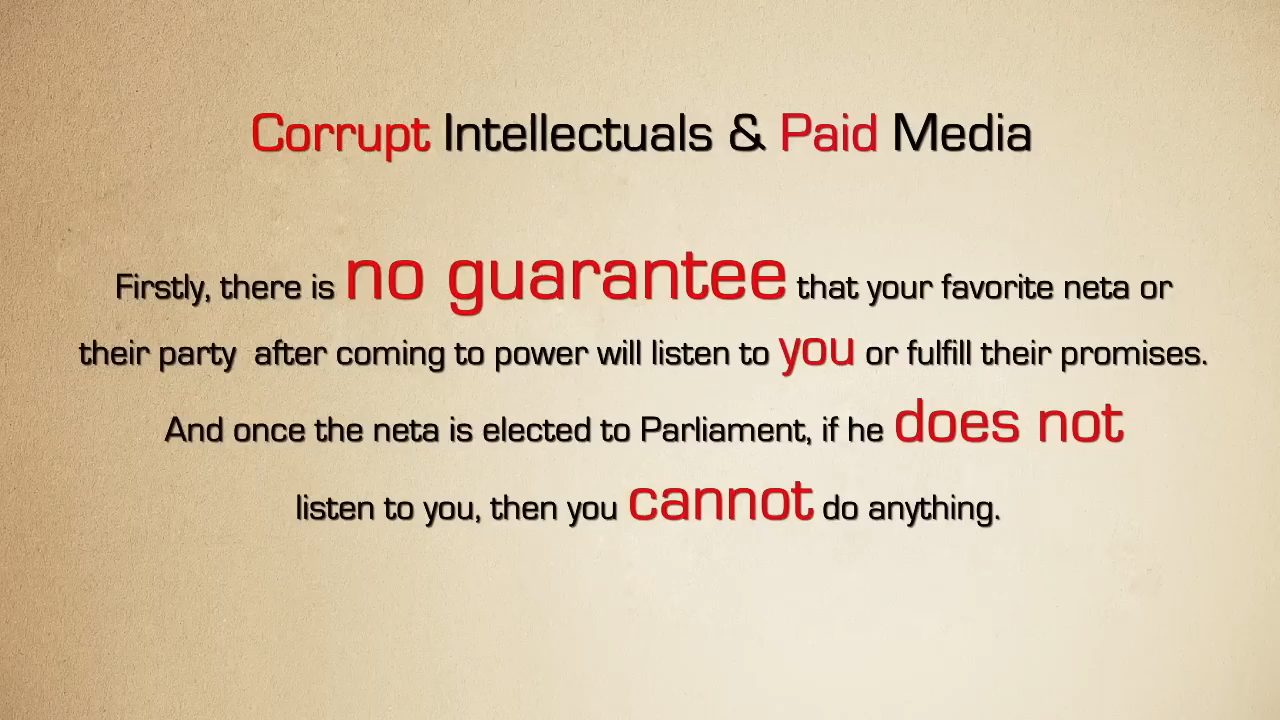 Corrupt Intellectuals & Paid Media
Firstly, there is no guarantee that your favorite neta or
their party after coming to power will listen to you or fulfill their promises.
And once the neta is elected to Parliament, if he does not
listen to you, then you cannot do anything.